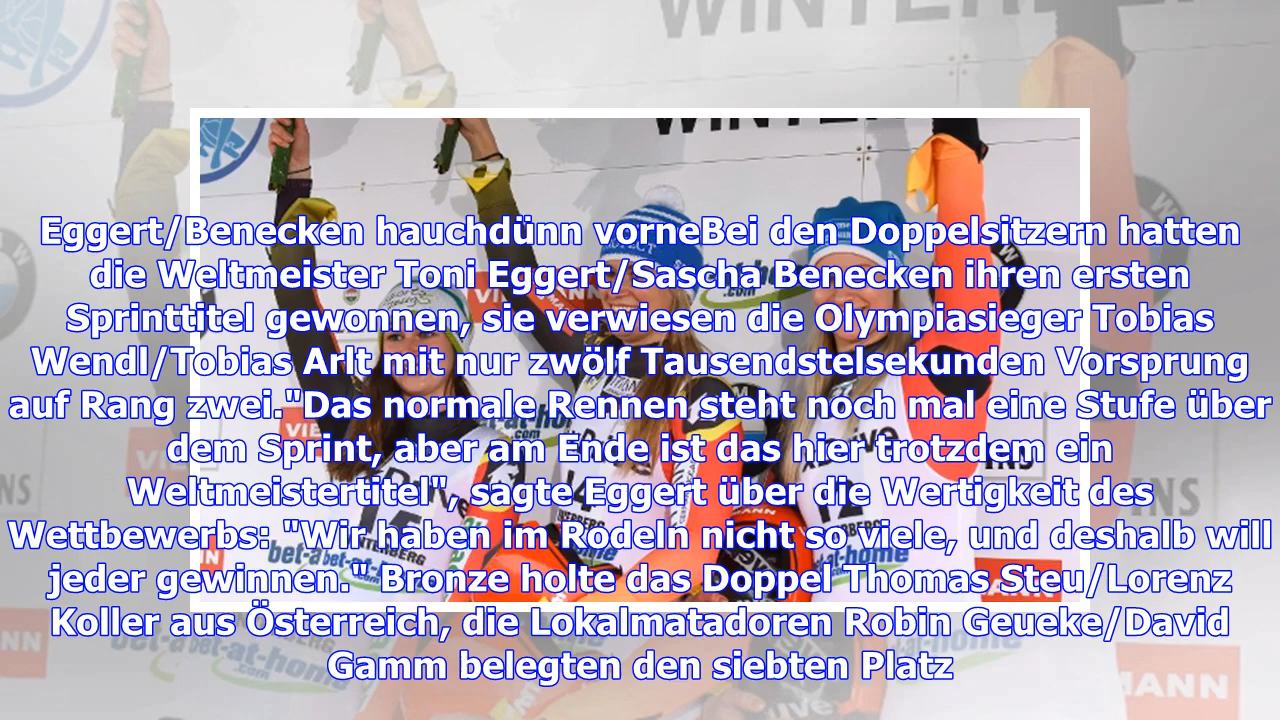 WINTERBERG
Eggert/Benecken hauchdünn vorneBei den Doppelsitzern hatten
die Weltmeister Toni Eggert/Sascha Benecken ihren ersten
Sprinttitel gewonnen, sie verwiesen die Olympiasieger Tobias
Wendl/Tobias Arlt mit nur zwölf Tausendstelsekunden Vorsprung
auf Rang zwei."Das normale Rennen steht noch mal eine Stufe über
dem Sprint, aber am Ende ist das hier trotzdem ein
Weltmeistertitel", sagte Eggert über die Wertigkeit des
Wettbewerbs: "Wir haben im Rodeln nicht so viele, und deshalb will
jeder gewinnen." Bronze holte das Doppel Thomas Steu/Lorenz
Koller aus Österreich, die Lokalmatadoren Robin Geueke/David
Gamm belegten den siebten Platz